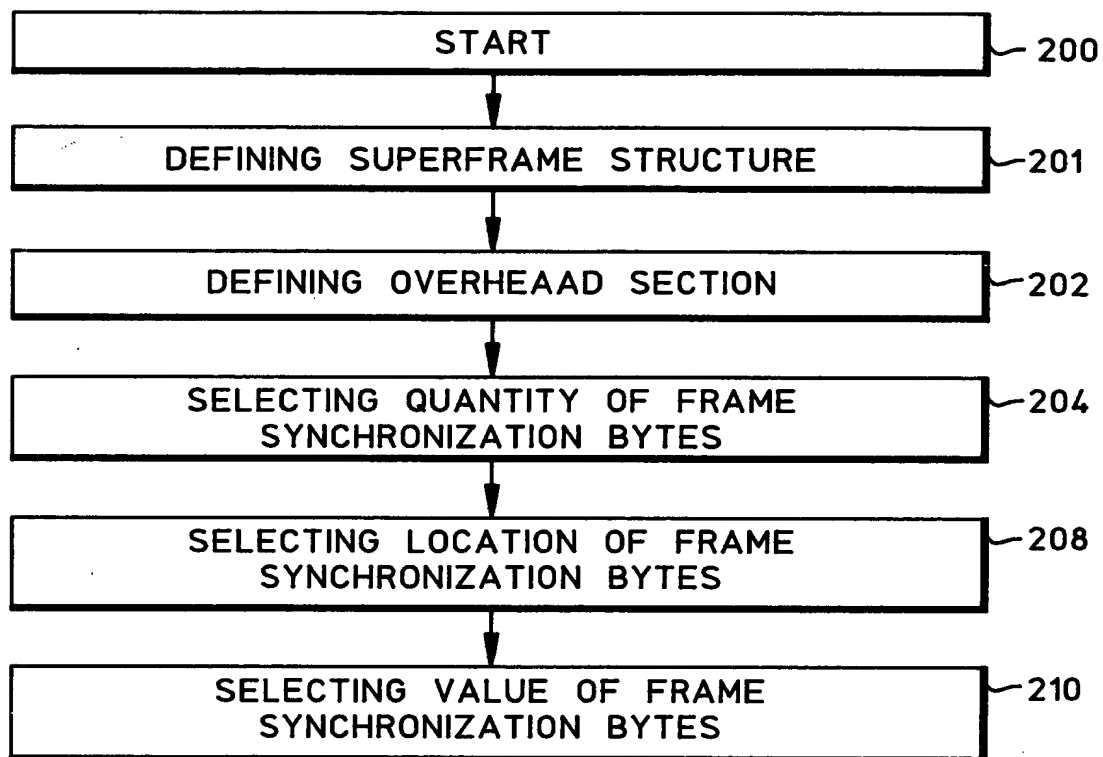 START
200
DEFINING SUPERFRAME STRUCTURE
201
DEFINING OVERHEAAD SECTION
202
SELECTING QUANTITY OF FRAME
SYNCHRONIZATION BYTES
204
SELECTING LOCATION OF FRAME
SYNCHRONIZATION BYTES
208
SELECTING VALUE OF FRAME
SYNCHRONIZATION BYTES
210